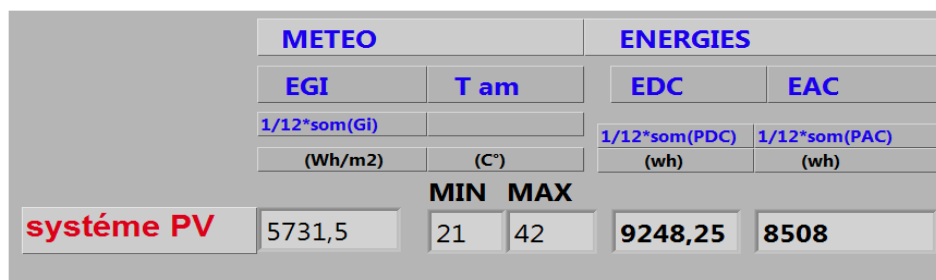 METEO ENERGIES
EGI T am EDC EAC
1/12*som(Gi) 1/12*som(PDC) 1/12*som(PAC)
(Wh/m2) (C°) (wh) (wh)
MIN MAX
systéme PV 5731,5 21 42 9248,25 8508